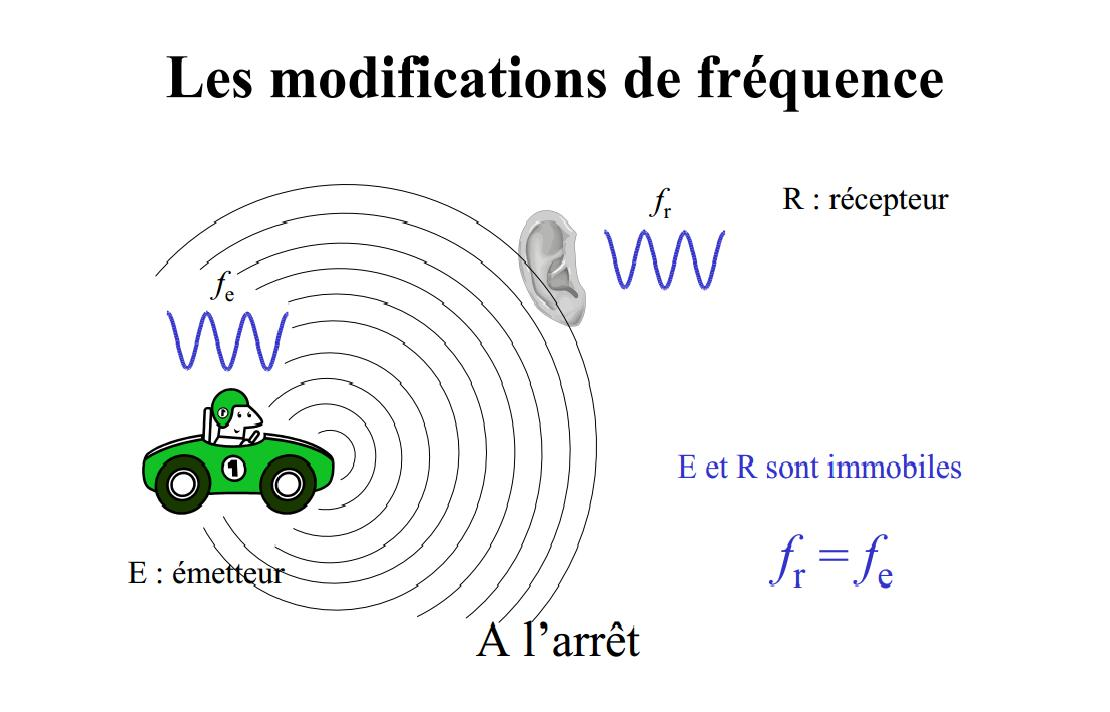 Les modifications de fréquence
fr
R : récepteur
fe
1
E et R sont immobiles
fr = fe
E : émetteur
A l’arrêt